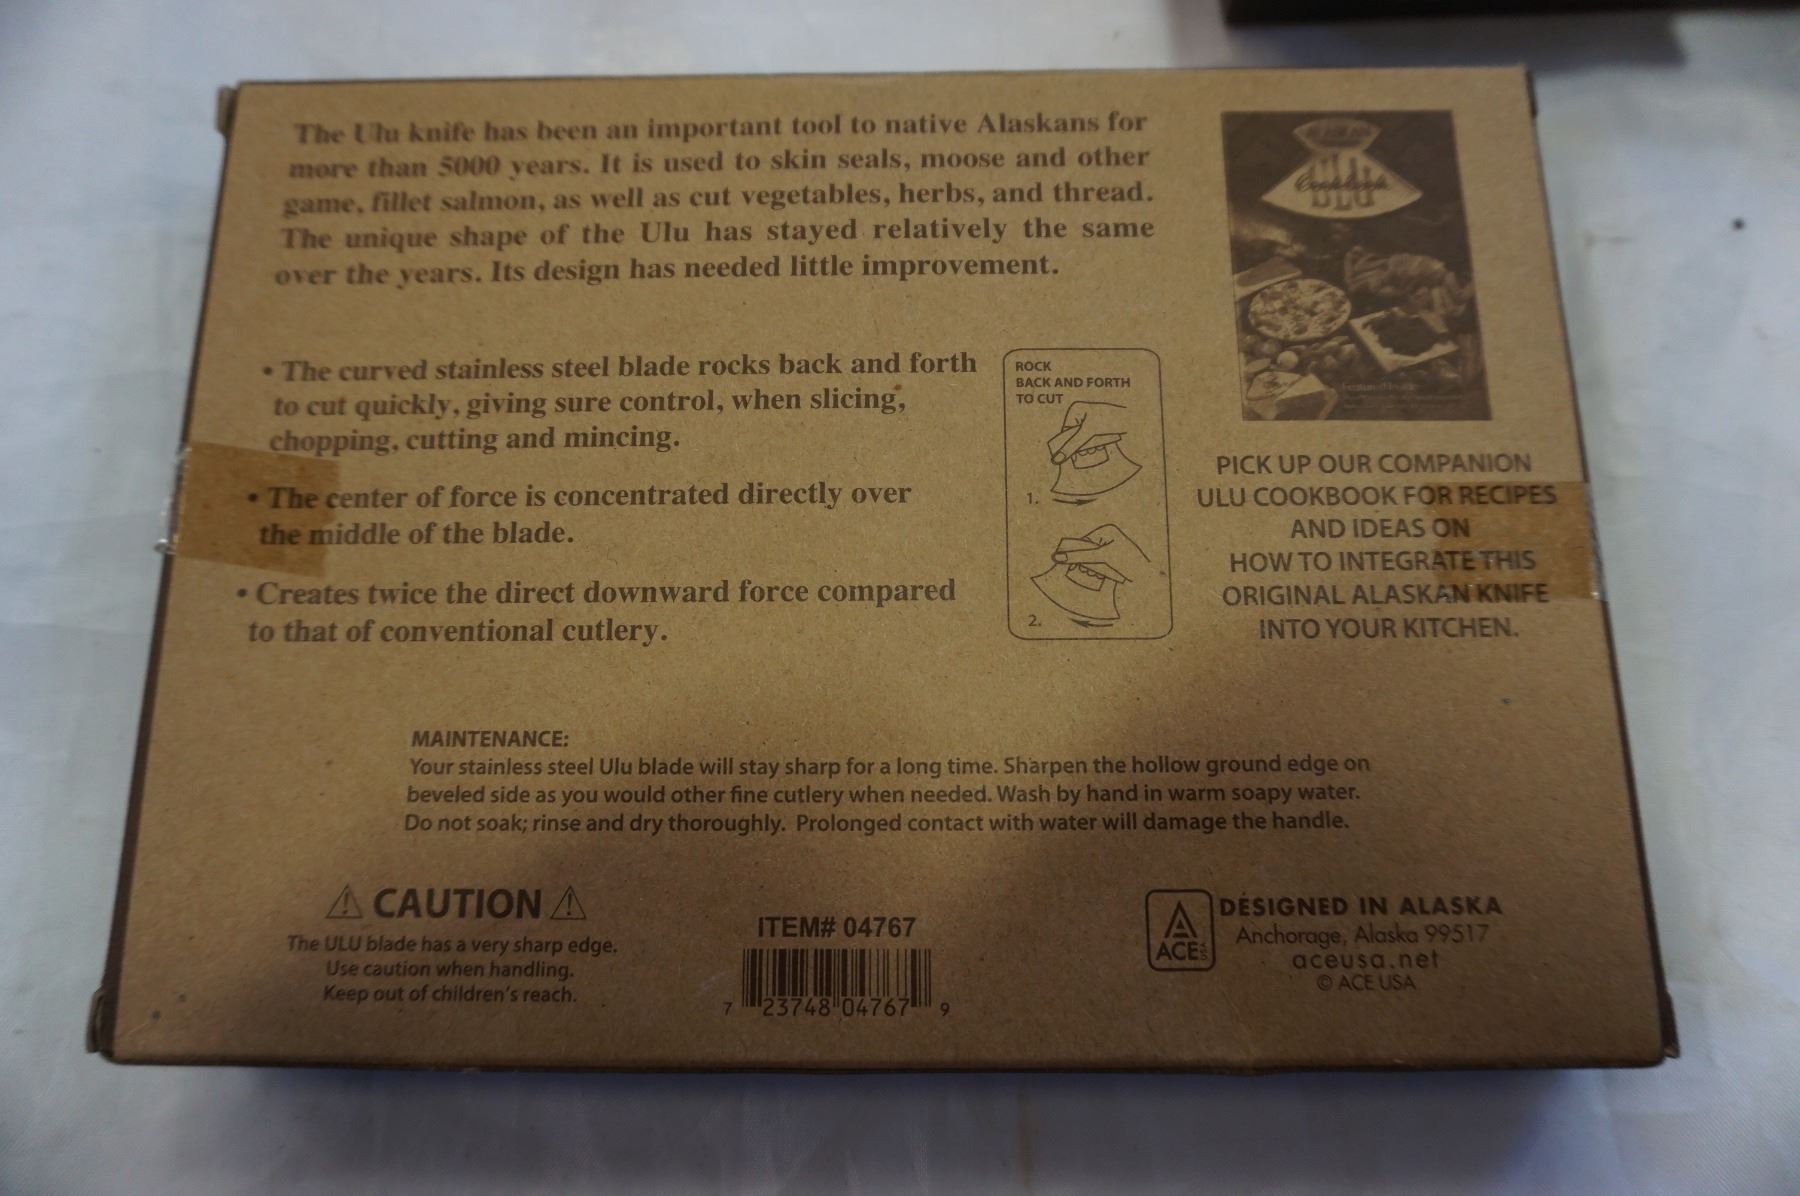 The Ulu knife has been an important tool to native Alaskans for
more than 5000 years. It is used to skin seals, moose and other
game, fillet salmon, as well as cut vegetables, herbs, and thread.
The unique shape of the Ulu has stayed relatively the same
over the years. Its design has needed little improvement.
• The curved stainless steel blade rocks back and forth
to cut quickly, giving sure control, when slicing,
chopping, cutting and mincing.
• The center of force is concentrated directly over
the middle of the blade.
• Creates twice the direct downward force compared
to that of conventional cutlery.
ROCK
BACK AND FORTH
TO CUT
1.
2.
ALASKAN
ULU
Cookbook
PICK UP OUR COMPANION
ULU COOKBOOK FOR RECIPES
AND IDEAS ON
HOW TO INTEGRATE THIS
ORIGINAL ALASKAN KNIFE
INTO YOUR KITCHEN.
MAINTENANCE:
Your stainless steel Ulu blade will stay sharp for a long time. Sharpen the hollow ground edge on
beveled side as you would other fine cutlery when needed. Wash by hand in warm soapy water.
Do not soak; rinse and dry thoroughly. Prolonged contact with water will damage the handle.
CAUTION
The ULU blade has a very sharp edge.
Use caution when handling.
Keep out of children's reach.
ITEM# 04767
7 23748 04767 9
ACE USA
DESIGNED IN ALASKA
Anchorage, Alaska 99517
aceusa.net
© ACE USA